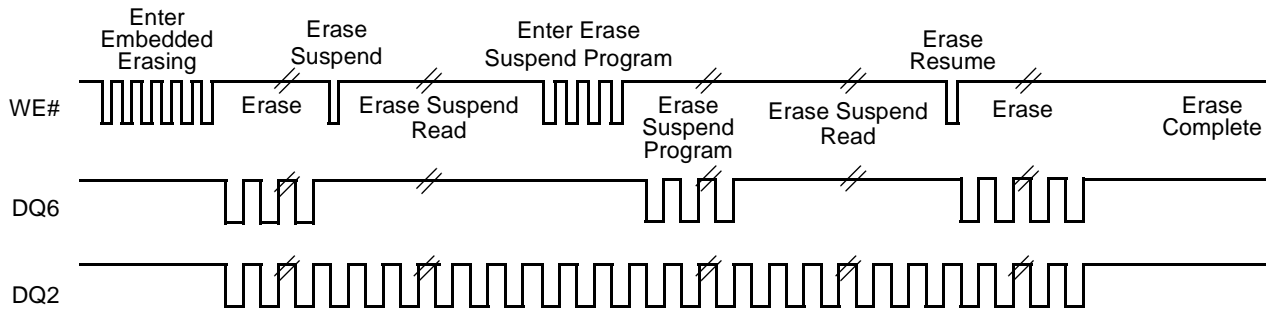 Enter
Embedded
Erasing
Erase
Suspend
Enter Erase
Suspend Program
Erase
Resume
WE#
Erase
Erase Suspend
Read
Erase
Suspend
Program
Erase Suspend
Read
Erase
Erase
Complete
DQ6
DQ2